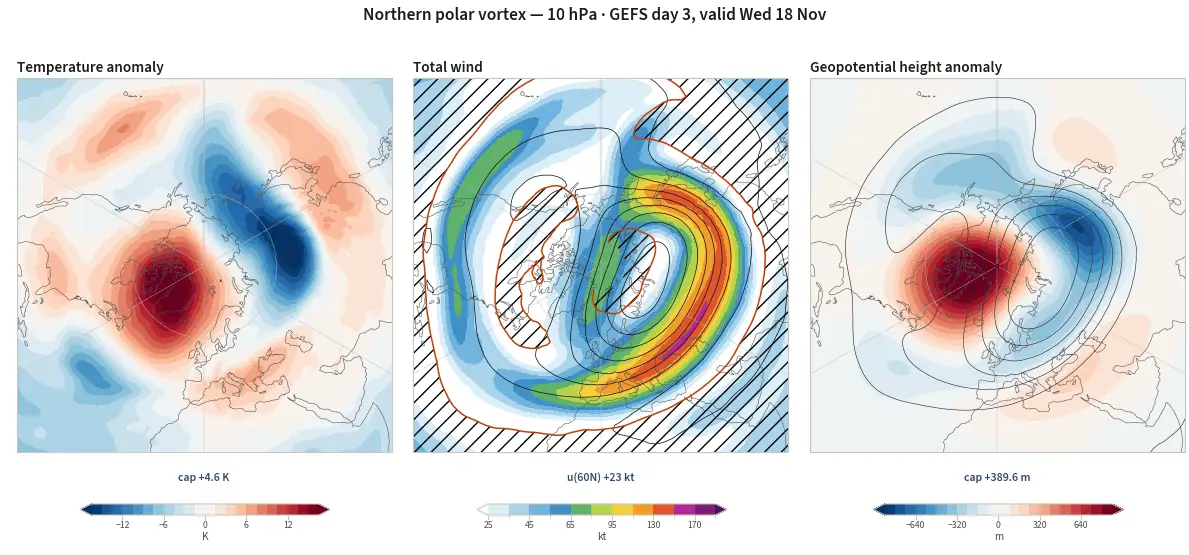 Northern polar vortex — 10 hPa · GEFS day 3, valid Wed 18 Nov
Temperature anomaly
Total wind
Geopotential height anomaly
cap +4.6 K
u(60N) +23 kt
cap +389.6 m
−12 −6 0 6 12
K
25 45 65 95 130 170
kt
−640 −320 0 320 640
m